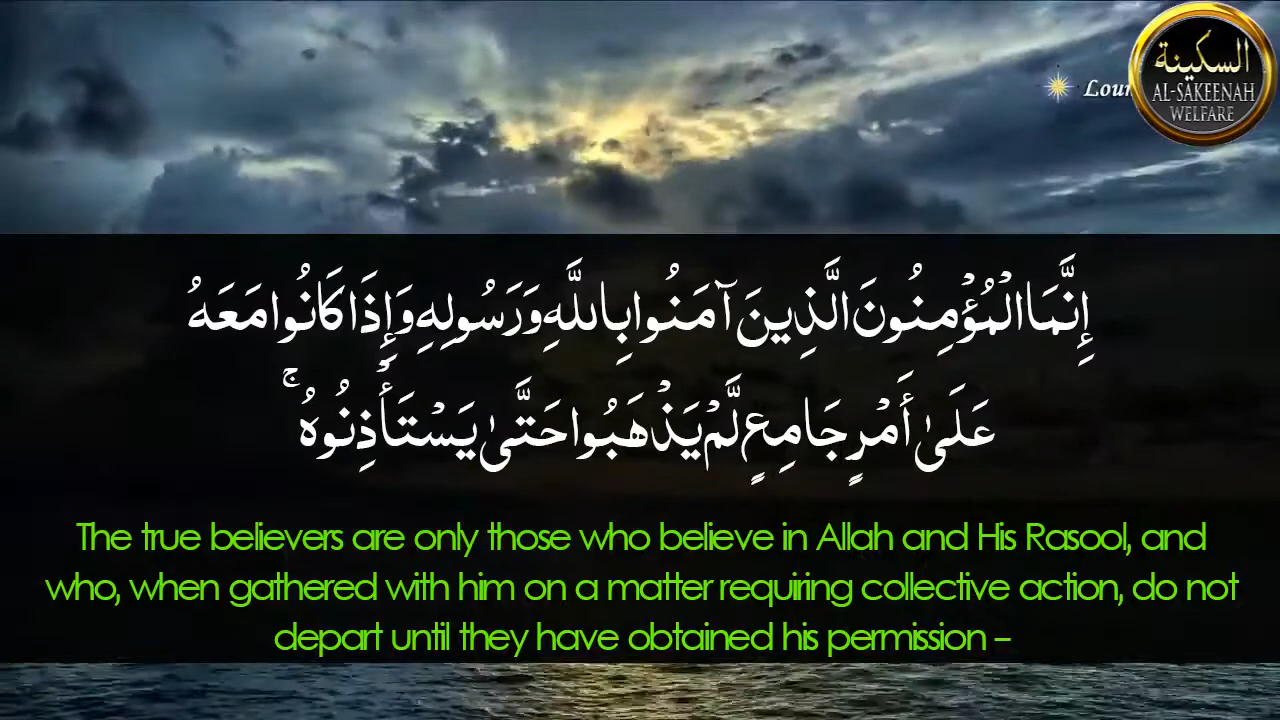 السكينة
AL-SAKEENAH
WELFARE
إِنَّمَا الْمُؤْمِنُونَ الَّذِينَ آمَنُوا بِاللَّهِ وَرَسُولِهِ وَإِذَا كَانُوا مَعَهُ
عَلَىٰ أَمْرٍ جَامِعٍ لَّمْ يَذْهَبُوا حَتَّىٰ يَسْتَأْذِنُوهُ ۚ
The true believers are only those who believe in Allah and His Rasool, and
who, when gathered with him on a matter requiring collective action, do not
depart until they have obtained his permission –